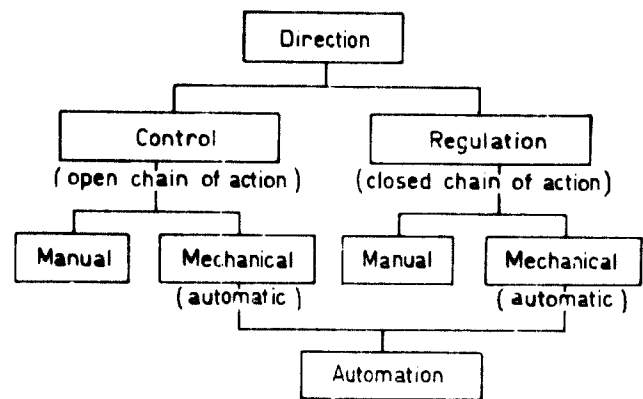 Direction
Control Regulation
(open chain of action) (closed chain of action)
Manual Mechanical Manual Mechanical
(automatic) (automatic)
Automation